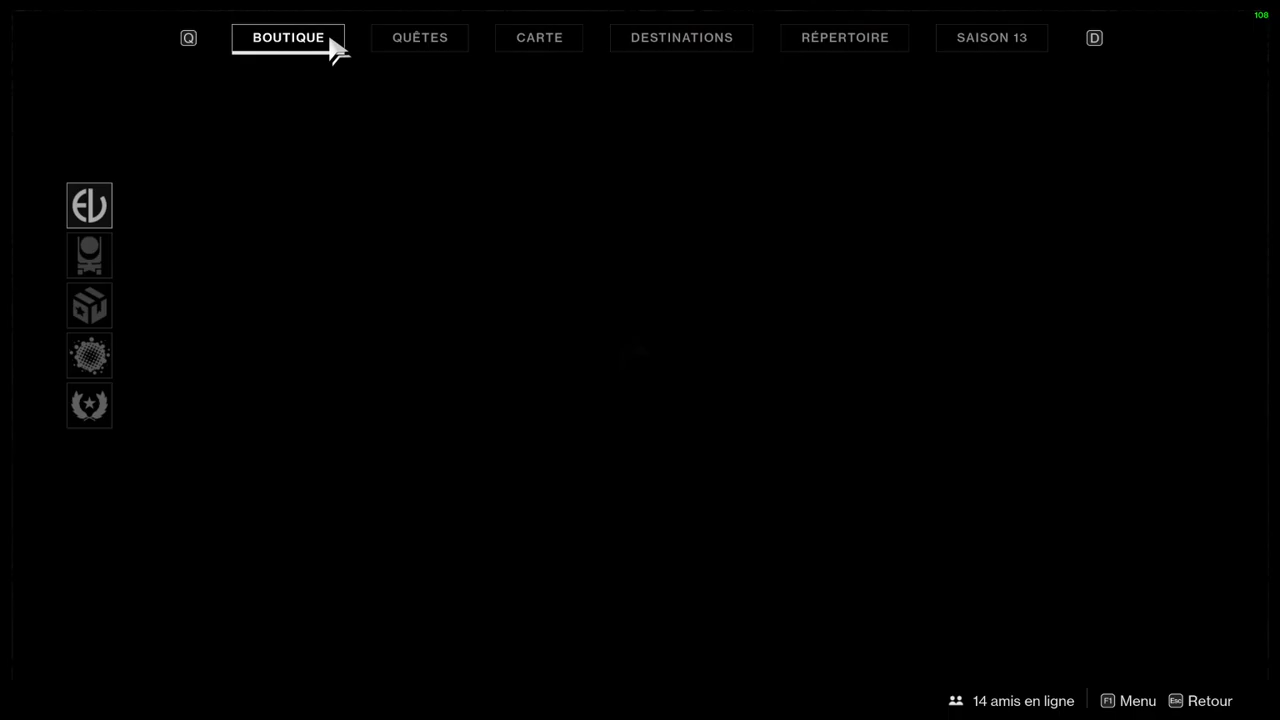 108
Q BOUTIQUE QUÊTES CARTE DESTINATIONS RÉPERTOIRE SAISON 13 D
14 amis en ligne F1 Menu Esc Retour